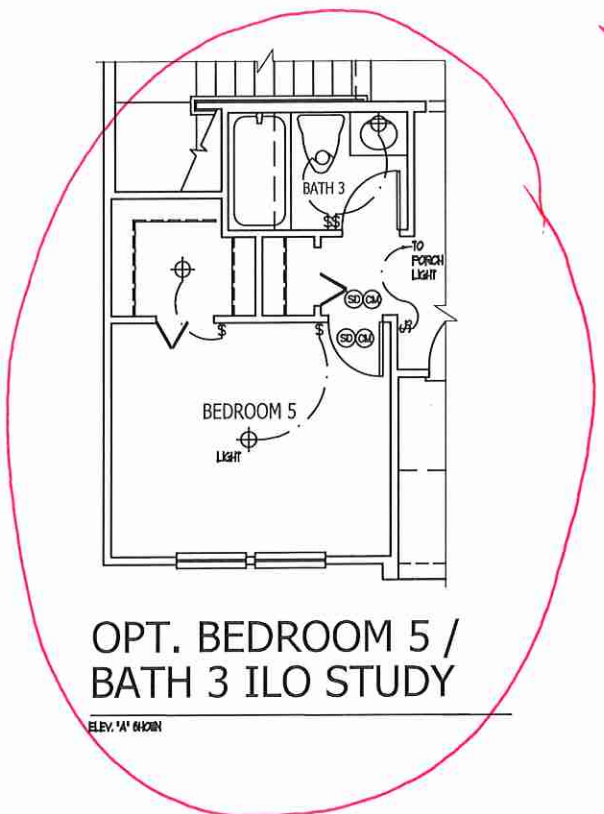 BATH 3
$$
TO
PORCH
LIGHT
SD CM
$
$
SD CM
BEDROOM 5
LIGHT
OPT. BEDROOM 5 /
BATH 3 ILO STUDY
ELEV. "A" SHOWN